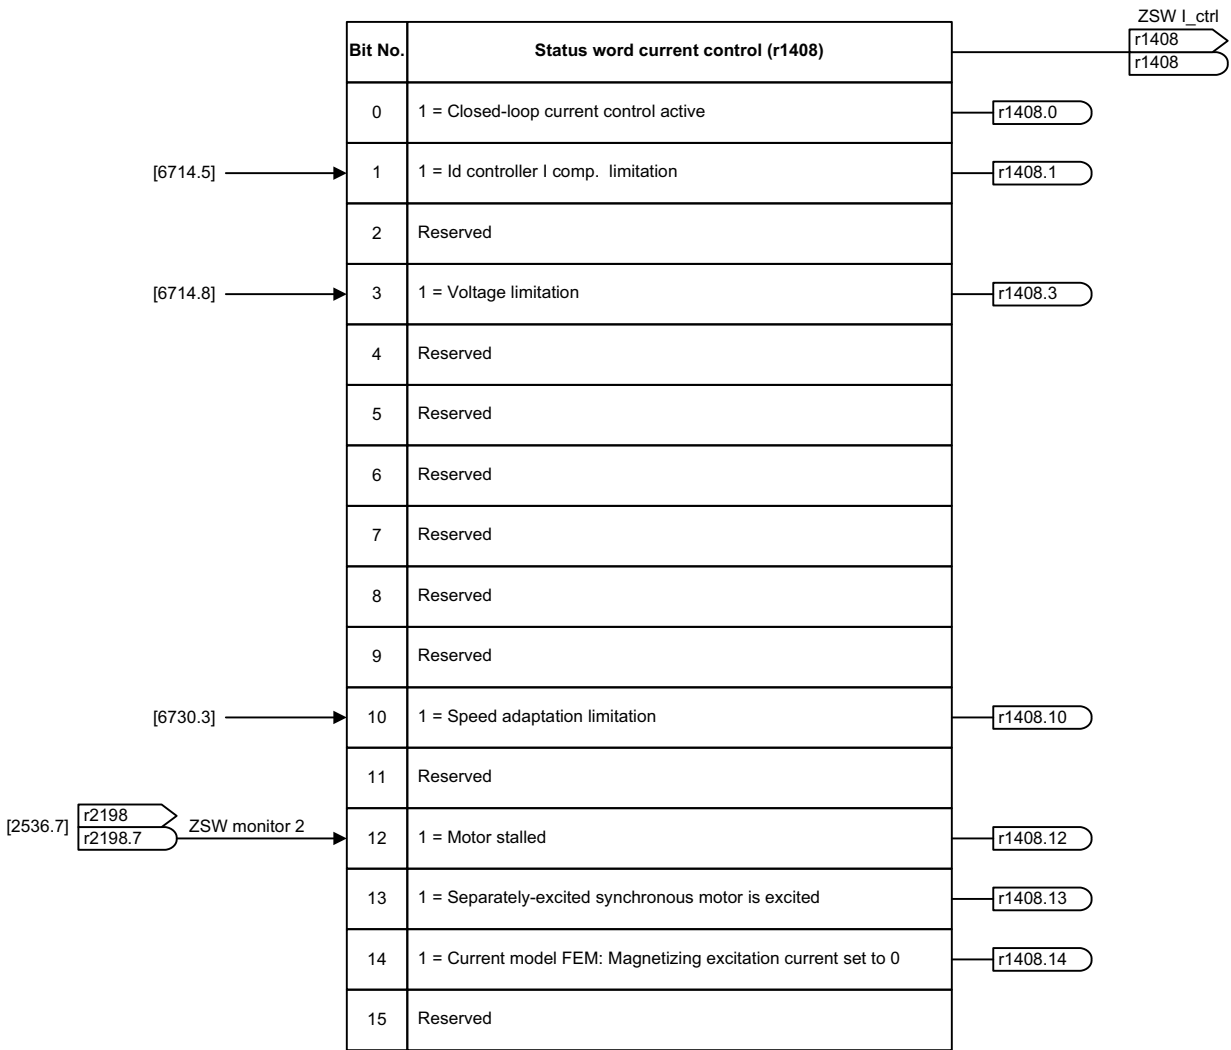 ZSW I_ctrl
Bit No. Status word current control (r1408) r1408
r1408
0 1 = Closed-loop current control active r1408.0
[6714.5] 1 1 = Id controller I comp. limitation r1408.1
2 Reserved
[6714.8] 3 1 = Voltage limitation r1408.3
4 Reserved
5 Reserved
6 Reserved
7 Reserved
8 Reserved
9 Reserved
[6730.3] 10 1 = Speed adaptation limitation r1408.10
11 Reserved
r2198
[2536.7] r2198.7 ZSW monitor 2 12 1 = Motor stalled r1408.12
13 1 = Separately-excited synchronous motor is excited r1408.13
14 1 = Current model FEM: Magnetizing excitation current set to 0 r1408.14
15 Reserved